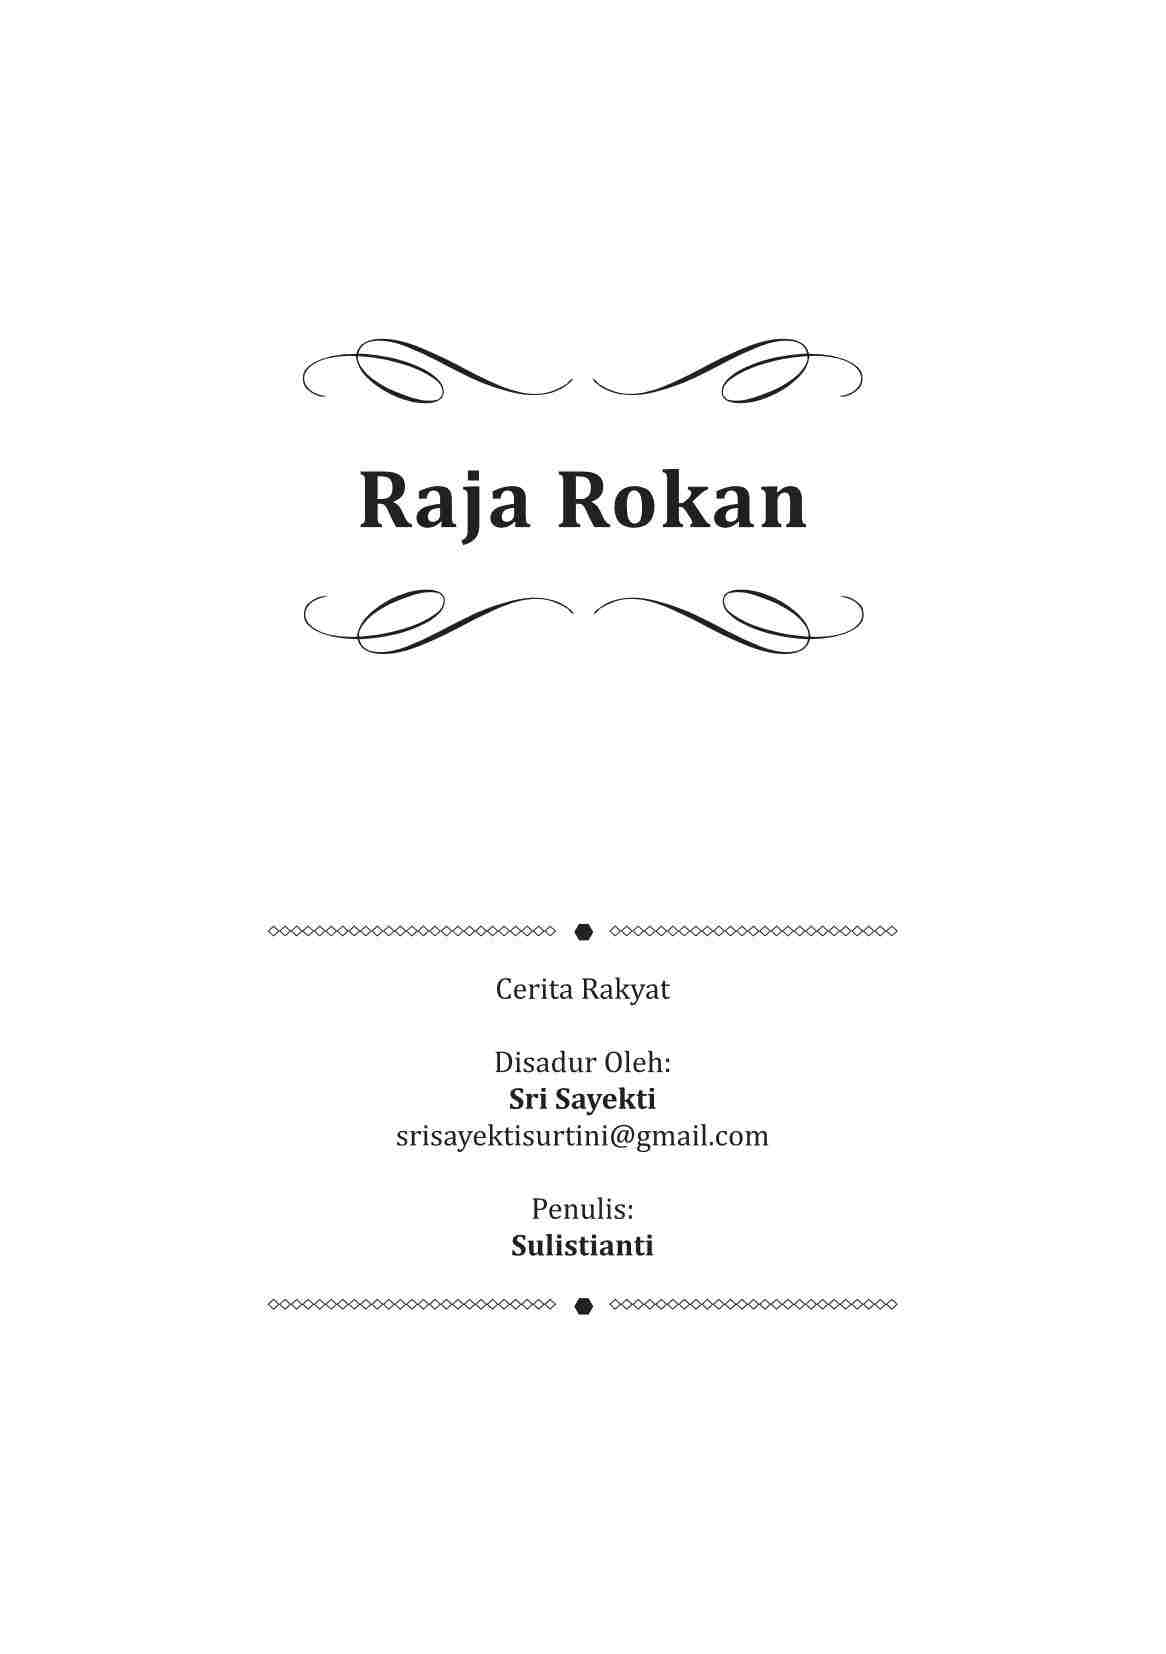 Raja Rokan
Cerita Rakyat
Disadur Oleh:
Sri Sayekti
srisayektisurtini@gmail.com
Penulis:
Sulistianti